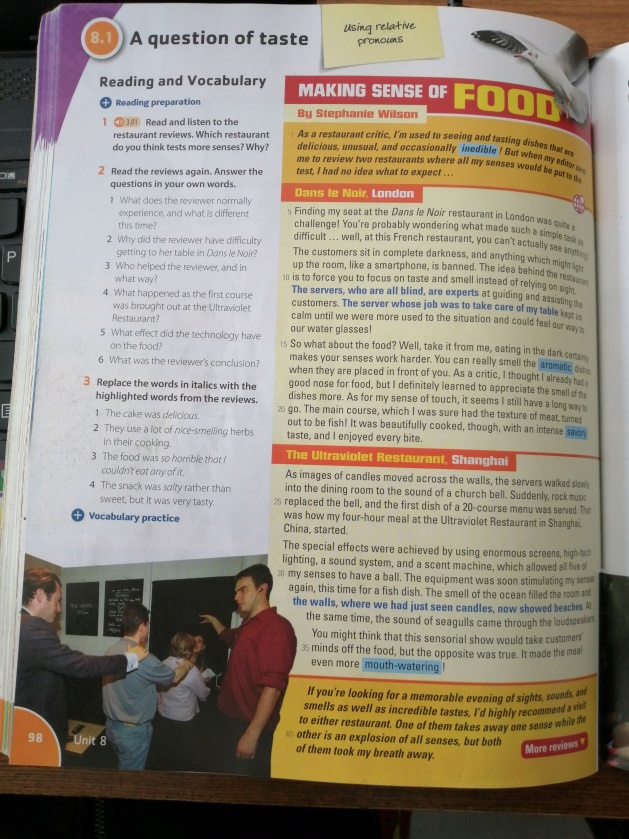 8.1
A question of taste
Using relative
pronouns
Reading and Vocabulary
Reading preparation
1 3.01 Read and listen to the
restaurant reviews. Which restaurant
do you think tests more senses? Why?
2 Read the reviews again. Answer the
questions in your own words.
1 What does the reviewer normally
experience, and what is different
this time?
2 Why did the reviewer have difficulty
getting to her table in Dans le Noir?
3 Who helped the reviewer, and in
what way?
4 What happened as the first course
was brought out at the Ultraviolet
Restaurant?
5 What effect did the technology have
on the food?
6 What was the reviewer's conclusion?
3 Replace the words in italics with the
highlighted words from the reviews.
1 The cake was delicious.
2 They use a lot of nice-smelling herbs
in their cooking.
3 The food was so horrible that I
couldn't eat any of it.
4 The snack was salty rather than
sweet, but it was very tasty.
Vocabulary practice
98
Unit 8
MAKING SENSE OF FOOD
By Stephanie Wilson
1 As a restaurant critic, I'm used to seeing and tasting dishes that are
delicious, unusual, and occasionally inedible! But when my editor
me to review two restaurants where all my senses would be put to the
test, I had no idea what to expect ...
Dans le Noir, London
5 Finding my seat at the Dans le Noir restaurant in London was quite a
challenge! You're probably wondering what made such a simple task so
difficult ... well, at this French restaurant, you can't actually see anything!
The customers sit in complete darkness, and anything which might light
up the room, like a smartphone, is banned. The idea behind the restaurant
10 is to force you to focus on taste and smell instead of relying on sight.
The servers, who are all blind, are experts at guiding and assisting the
customers. The server whose job was to take care of my table kept us
calm until we were more used to the situation and could feel our way to
our water glasses!
15 So what about the food? Well, take it from me, eating in the dark certainly
makes your senses work harder. You can really smell the aromatic dishes
when they are placed in front of you. As a critic, I thought I already had a
good nose for food, but I definitely learned to appreciate the smell of the
dishes more. As for my sense of touch, it seems I still have a long way to
20 go. The main course, which I was sure had the texture of meat, turned
out to be fish! It was beautifully cooked, though, with an intense savory
taste, and I enjoyed every bite.
The Ultraviolet Restaurant, Shanghai
As images of candles moved across the walls, the servers walked slowly
into the dining room to the sound of a church bell. Suddenly, rock music
25 replaced the bell, and the first dish of a 20-course menu was served. That
was how my four-hour meal at the Ultraviolet Restaurant in Shanghai,
China, started.
The special effects were achieved by using enormous screens, high-tech
lighting, a sound system, and a scent machine, which allowed all five of
30 my senses to have a ball. The equipment was soon stimulating my senses
again, this time for a fish dish. The smell of the ocean filled the room and
the walls, where we had just seen candles, now showed beaches. At
the same time, the sound of seagulls came through the loudspeakers.
You might think that this sensorial show would take customers'
35 minds off the food, but the opposite was true. It made the meal
even more mouth-watering!
If you're looking for a memorable evening of sights, sounds, and
smells as well as incredible tastes, I'd highly recommend a visit
to either restaurant. One of them takes away one sense while the
40 other is an explosion of all senses, but both
of them took my breath away.
More reviews